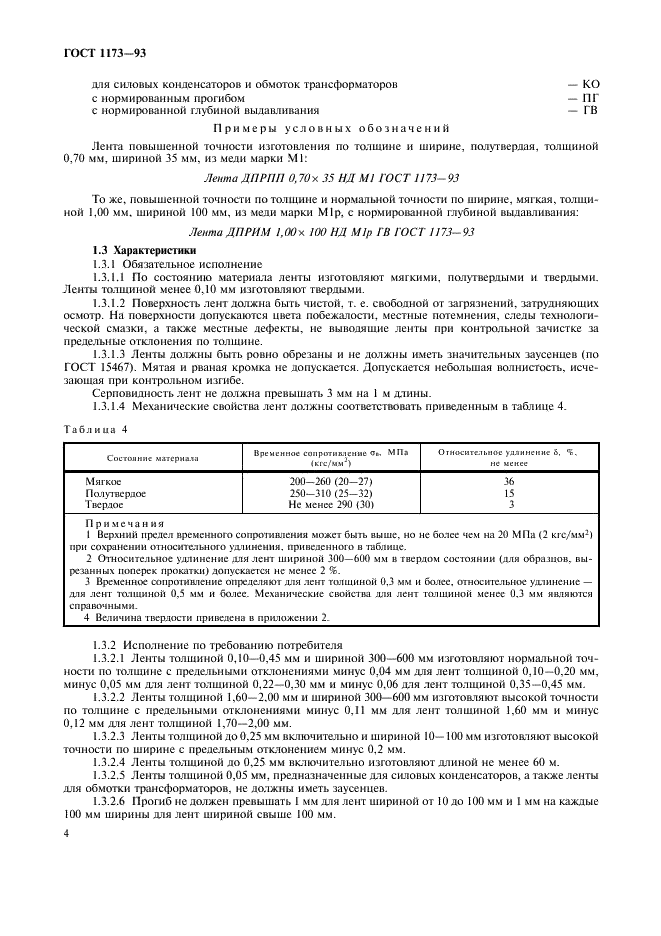 ГОСТ 1173—93
для силовых конденсаторов и обмоток трансформаторов — КО
с нормированным прогибом — ПГ
с нормированной глубиной выдавливания — ГВ
Примеры условных обозначений
Лента повышенной точности изготовления по толщине и ширине, полутвердая, толщиной
0,70 мм, шириной 35 мм, из меди марки М1:
Лента ДПРПП 0,70× 35 НД М1 ГОСТ 1173—93
То же, повышенной точности по толщине и нормальной точности по ширине, мягкая, толщи-
ной 1,00 мм, шириной 100 мм, из меди марки М1р, с нормированной глубиной выдавливания:
Лента ДПРИМ 1,00× 100 НД М1р ГВ ГОСТ 1173—93
1.3 Характеристики
1.3.1 Обязательное исполнение
1.3.1.1 По состоянию материала ленты изготовляют мягкими, полутвердыми и твердыми.
Ленты толщиной менее 0,10 мм изготовляют твердыми.
1.3.1.2 Поверхность лент должна быть чистой, т. е. свободной от загрязнений, затрудняющих
осмотр. На поверхности допускаются цвета побежалости, местные потемнения, следы технологи-
ческой смазки, а также местные дефекты, не выводящие ленты при контрольной зачистке за
предельные отклонения по толщине.
1.3.1.3 Ленты должны быть ровно обрезаны и не должны иметь значительных заусенцев (по
ГОСТ 15467). Мятая и рваная кромка не допускается. Допускается небольшая волнистость, исче-
зающая при контрольном изгибе.
Серповидность лент не должна превышать 3 мм на 1 м длины.
1.3.1.4 Механические свойства лент должны соответствовать приведенным в таблице 4.
Таблица 4
Состояние материала
Временное сопротивление σв, МПа
(кгс/мм²)
Относительное удлинение δ, %,
не менее
Мягкое 200—260 (20—27) 36
Полутвердое 250—310 (25—32) 15
Твердое Не менее 290 (30) 3
Примечания
1 Верхний предел временного сопротивления может быть выше, но не более чем на 20 МПа (2 кгс/мм²)
при сохранении относительного удлинения, приведенного в таблице.
2 Относительное удлинение для лент шириной 300—600 мм в твердом состоянии (для образцов, вы-
резанных поперек прокатки) допускается не менее 2 %.
3 Временное сопротивление определяют для лент толщиной 0,3 мм и более, относительное удлинение —
для лент толщиной 0,5 мм и более. Механические свойства для лент толщиной менее 0,3 мм являются
справочными.
4 Величина твердости приведена в приложении 2.
1.3.2 Исполнение по требованию потребителя
1.3.2.1 Ленты толщиной 0,10—0,45 мм и шириной 300—600 мм изготовляют нормальной точ-
ности по толщине с предельными отклонениями минус 0,04 мм для лент толщиной 0,10—0,20 мм,
минус 0,05 мм для лент толщиной 0,22—0,30 мм и минус 0,06 для лент толщиной 0,35—0,45 мм.
1.3.2.2 Ленты толщиной 1,60—2,00 мм и шириной 300—600 мм изготовляют высокой точности
по толщине с предельными отклонениями минус 0,11 мм для лент толщиной 1,60 мм и минус
0,12 мм для лент толщиной 1,70—2,00 мм.
1.3.2.3 Ленты толщиной до 0,25 мм включительно и шириной 10—100 мм изготовляют высокой
точности по ширине с предельным отклонением минус 0,2 мм.
1.3.2.4 Ленты толщиной до 0,25 мм включительно изготовляют длиной не менее 60 м.
1.3.2.5 Ленты толщиной 0,05 мм, предназначенные для силовых конденсаторов, а также ленты
для обмотки трансформаторов, не должны иметь заусенцев.
1.3.2.6 Прогиб не должен превышать 1 мм для лент шириной от 10 до 100 мм и 1 мм на каждые
100 мм ширины для лент шириной свыше 100 мм.
4